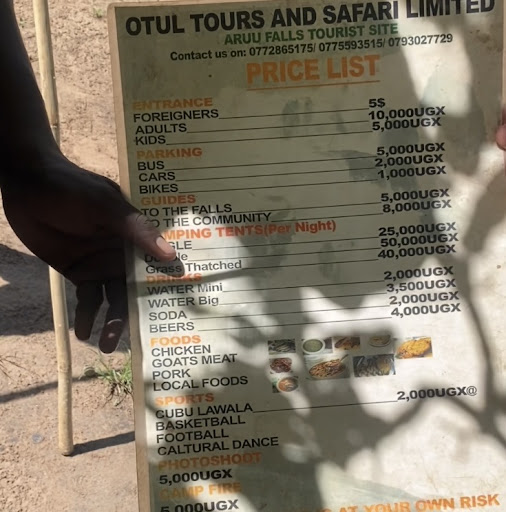 OTUL TOURS AND SAFARI LIMITED
ARUU FALLS TOURIST SITE
Contact us on: 0772865175/ 0775593515/ 0793027729
PRICE LIST
ENTRANCE
FOREIGNERS 5$
ADULTS 10,000UGX
KIDS 5,000UGX
PARKING
BUS 5,000UGX
CARS 2,000UGX
BIKES 1,000UGX
GUIDES
TO THE FALLS 5,000UGX
TO THE COMMUNITY 8,000UGX
TENTS(Per Night)
25,000UGX
50,000UGX
Grass Thatched 40,000UGX
DRINKS
WATER Mini 2,000UGX
WATER Big 3,500UGX
SODA 2,000UGX
BEERS 4,000UGX
FOODS
CHICKEN
GOATS MEAT
PORK
LOCAL FOODS
SPORTS
CUBU LAWALA 2,000UGX@
BASKETBALL
FOOTBALL
CALTURAL DANCE
PHOTOSHOOT
5,000UGX
CAMP FIRE
5,000UGX
AT YOUR OWN RISK